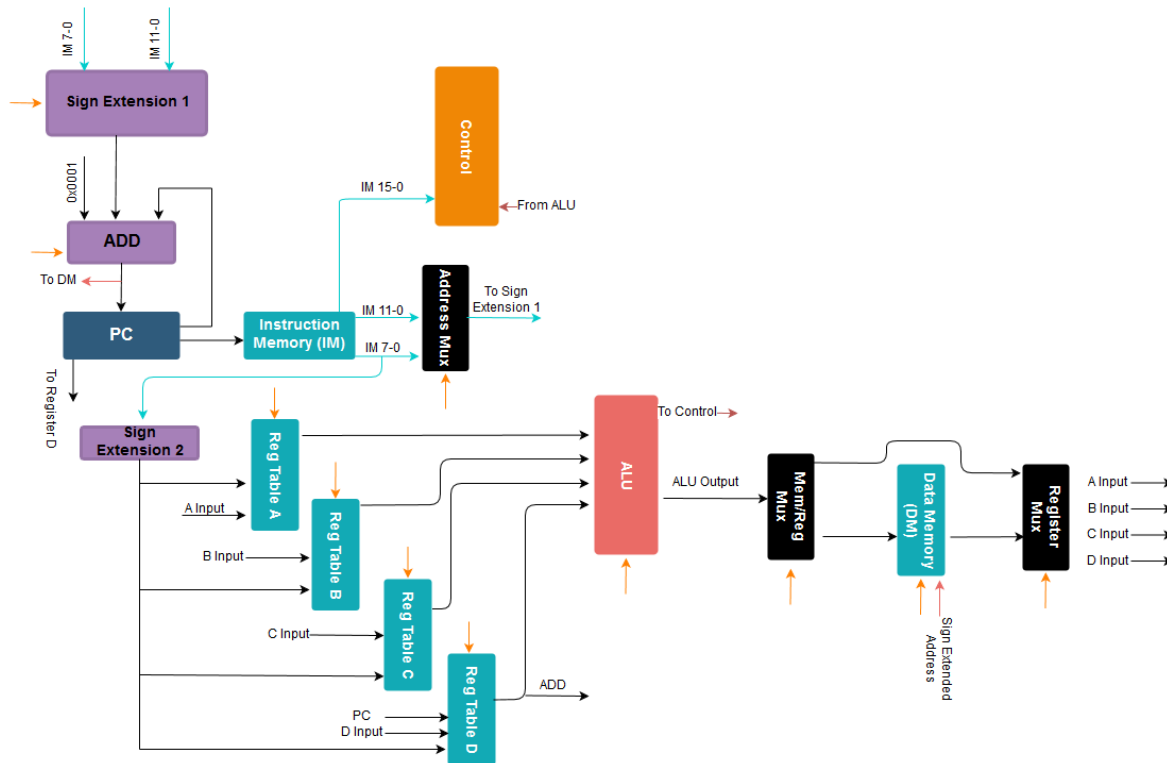 IM 7-0
IM 11-0
Sign Extension 1
0x0001
ADD
To DM
PC
To Register D
Instruction
Memory (IM)
IM 15-0
Control
From ALU
IM 11-0
IM 7-0
Address Mux
To Sign
Extension 1
Sign
Extension 2
Reg Table A
A Input
Reg Table B
B Input
Reg Table C
C Input
Reg Table D
PC
D Input
ADD
ALU
To Control
ALU Output
Mem/Reg
Mux
Data Memory
(DM)
Sign Extended
Address
Register
Mux
A Input
B Input
C Input
D Input